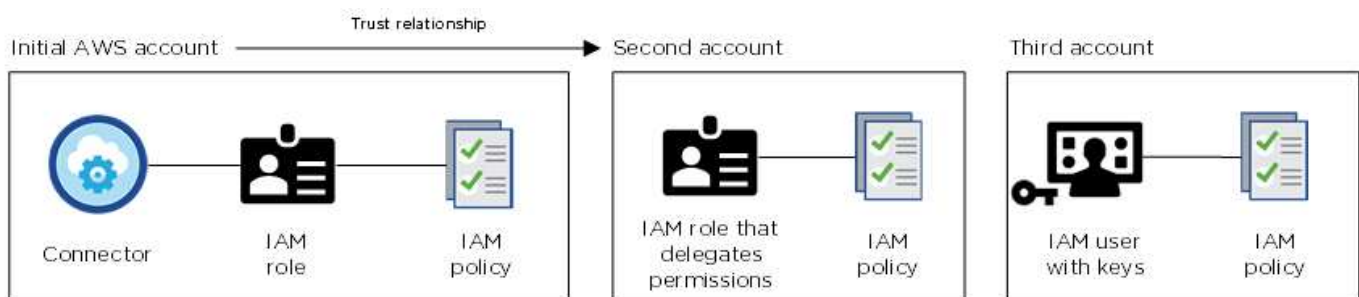 Trust relationship
Initial AWS account
Second account
Third account
Connector
IAM
role
IAM
policy
IAM role that
delegates
permissions
IAM
policy
IAM user
with keys
IAM
policy